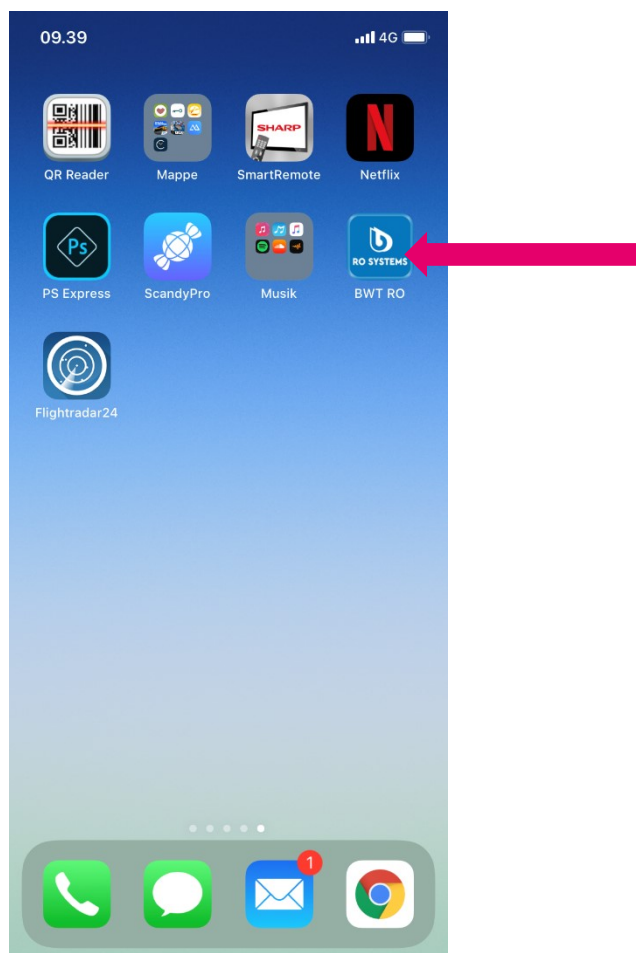 09.39 4G
SHARP
QR Reader Mappe SmartRemote Netflix
Ps RO SYSTEMS
PS Express ScandyPro Musik BWT RO
Flightradar24
1